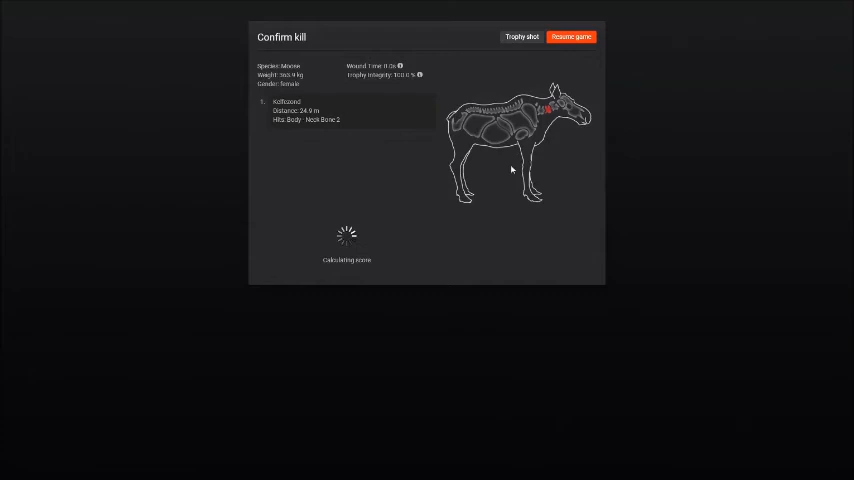 Confirm kill
Trophy shot
Resume game
Species: Moose
Weight: 363.9 kg
Gender: female
Wound Time: 0.0s
Trophy Integrity: 100.0 %
1. Kelfezond
Distance: 24.9 m
Hits: Body - Neck Bone 2
Calculating score